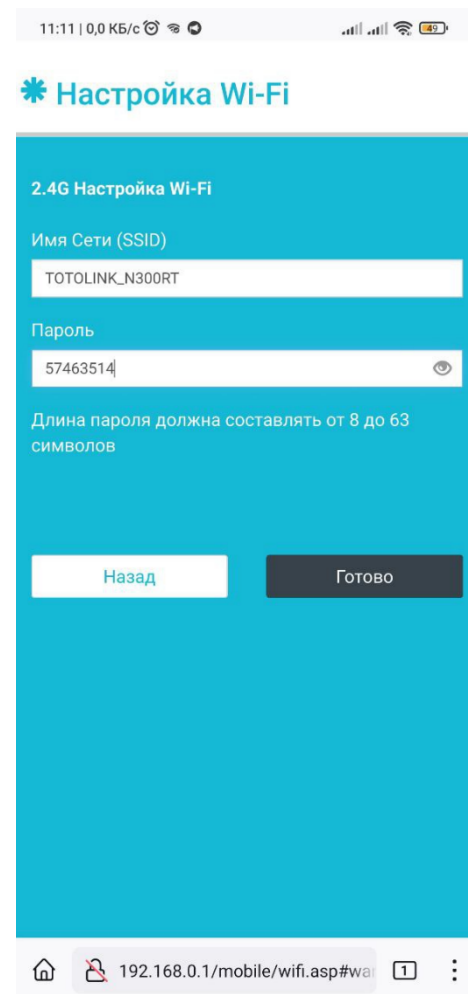 11:11 | 0,0 КБ/с
49
Настройка Wi-Fi
2.4G Настройка Wi-Fi
Имя Сети (SSID)
TOTOLINK_N300RT
Пароль
57463514
Длина пароля должна составлять от 8 до 63
символов
Назад
Готово
192.168.0.1/mobile/wifi.asp#wa
1